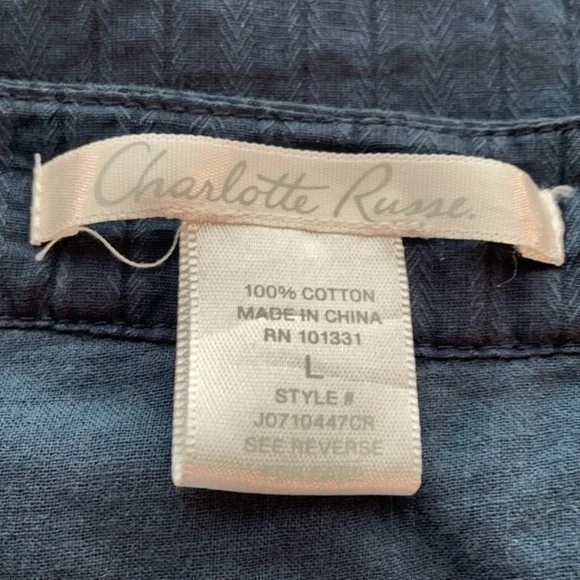 Charlotte Russe.
100% COTTON
MADE IN CHINA
RN 101331
L
STYLE #
J0710447CR
SEE REVERSE